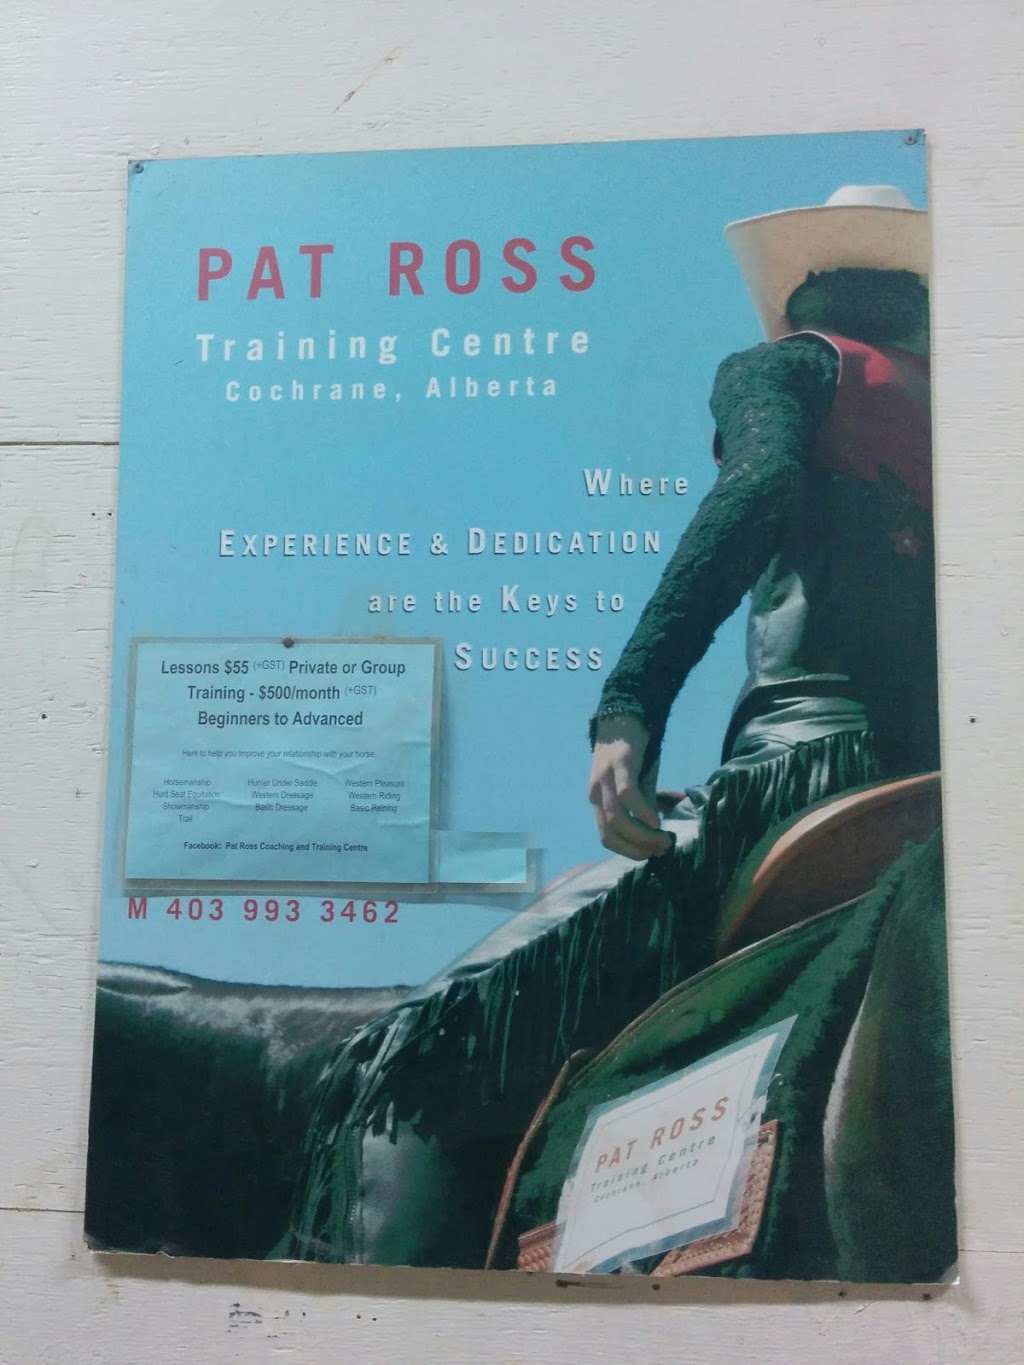 PAT ROSS
Training Centre
Cochrane, Alberta
Where
EXPERIENCE & DEDICATION
are the Keys to
SUCCESS
Lessons $55 (+GST) Private or Group
Training - $500/month (+GST)
Beginners to Advanced
Here to help you improve your relationship with your horse.
Horsemanship Hunter Under Saddle Western Pleasure
Hunt Seat Equitation Western Dressage Western Riding
Showmanship Basic Dressage Basic Reining
Trail
Facebook: Pat Ross Coaching and Training Centre
M 403 993 3462
PAT ROSS
Training Centre
Cochrane, Alberta